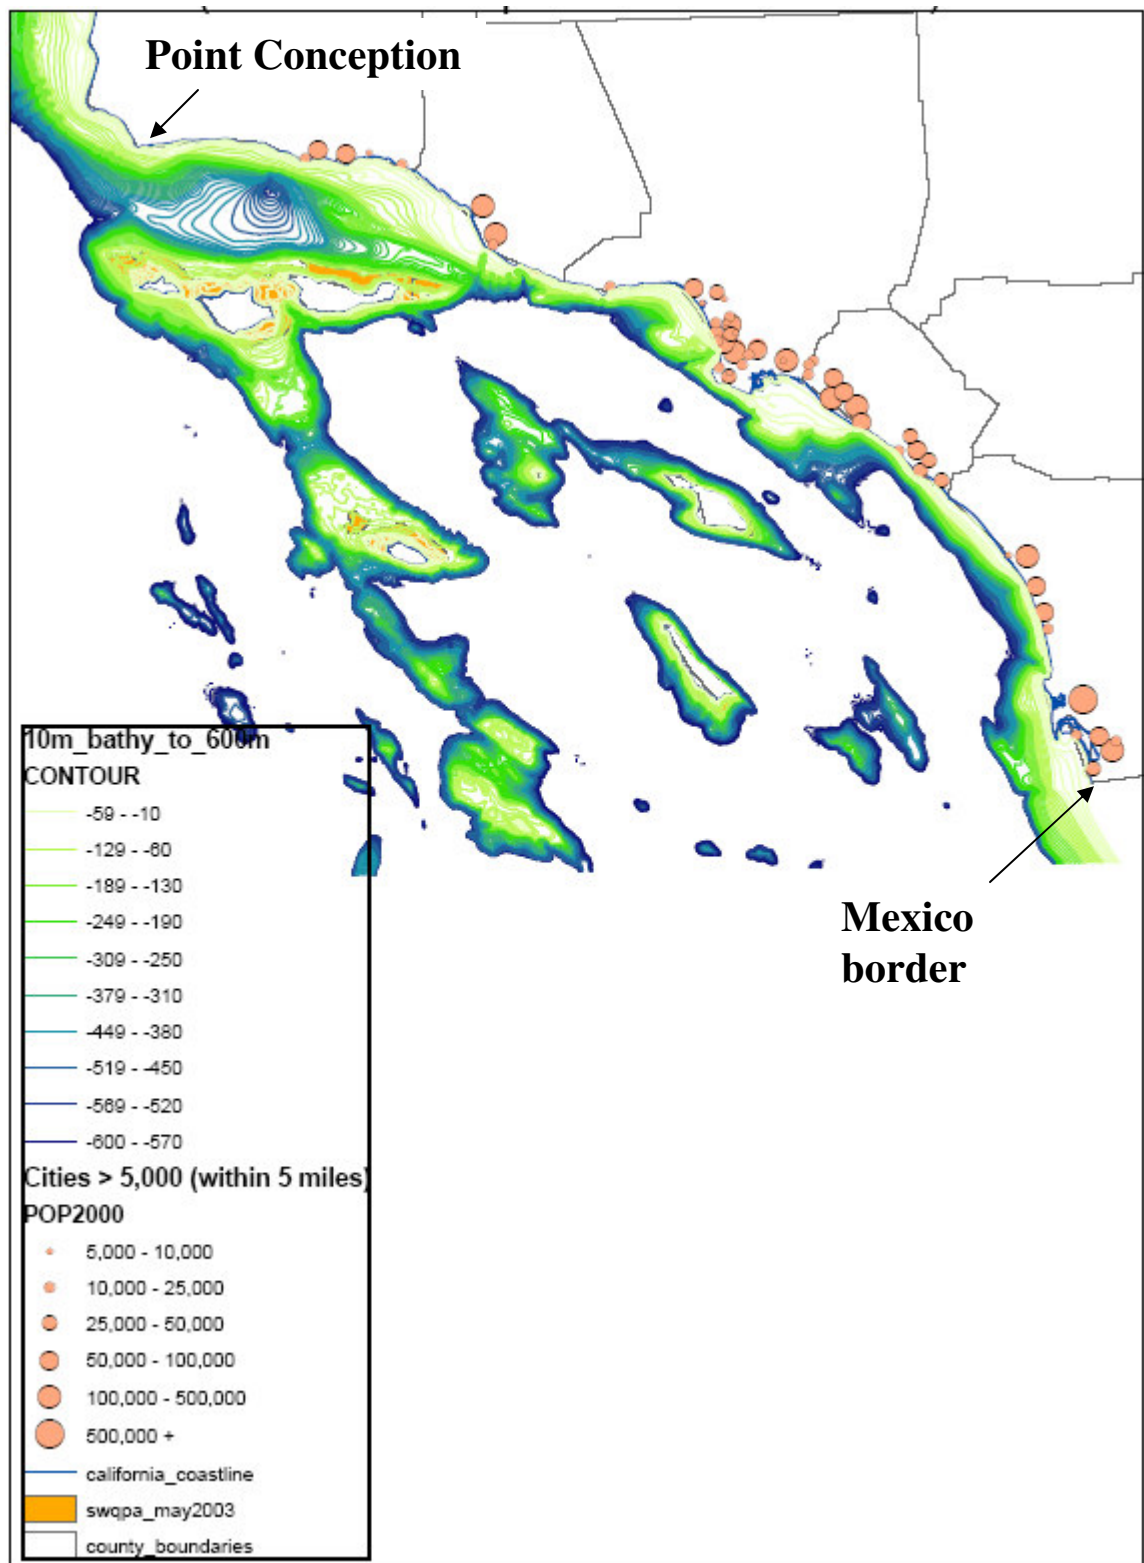 Point Conception
Mexico
border
10m_bathy_to_600m
CONTOUR
-59 - -10
-129 - -60
-189 - -130
-249 - -190
-309 - -250
-379 - -310
-449 - -380
-519 - -450
-569 - -520
-600 - -570
Cities > 5,000 (within 5 miles)
POP2000
5,000 - 10,000
10,000 - 25,000
25,000 - 50,000
50,000 - 100,000
100,000 - 500,000
500,000 +
california_coastline
swqpa_may2003
county_boundaries